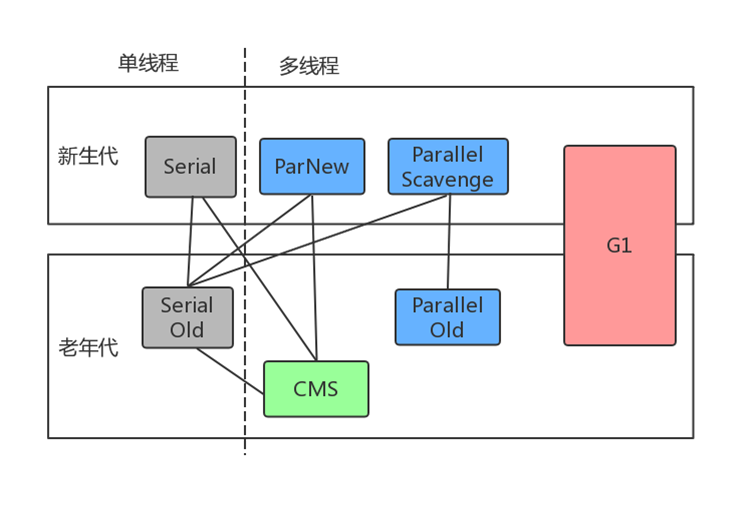 单线程
多线程
新生代
Serial
ParNew
Parallel
Scavenge
G1
老年代
Serial
Old
Parallel
Old
CMS